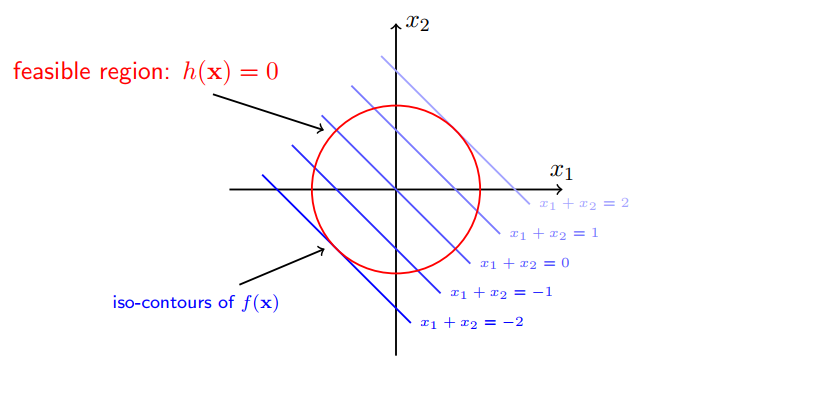 x₂
feasible region: h(𝐱) = 0
x₁
x₁ + x₂ = 2
x₁ + x₂ = 1
x₁ + x₂ = 0
x₁ + x₂ = −1
iso-contours of f(𝐱)
x₁ + x₂ = −2